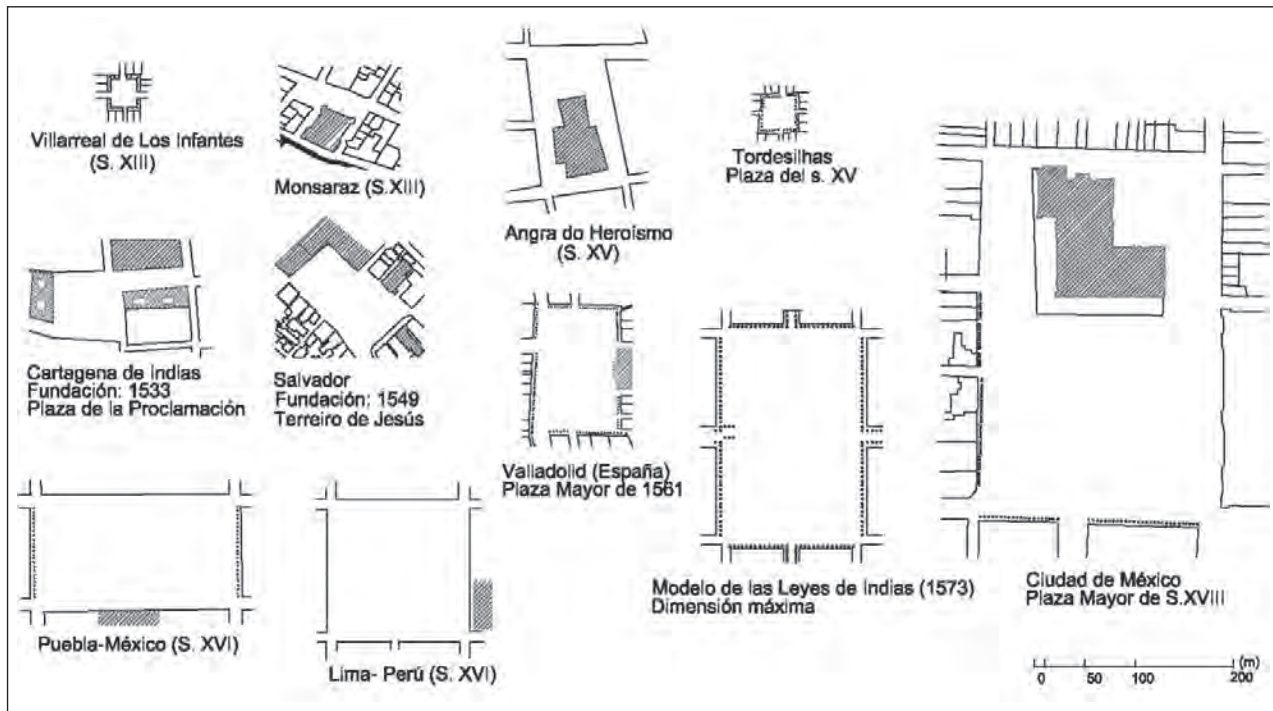 Villarreal de Los Infantes
(S. XIII)
Monsaraz (S.XIII)
Angra do Heroísmo
(S. XV)
Tordesilhas
Plaza del s. XV
Cartagena de Indias
Fundación: 1533
Plaza de la Proclamación
Salvador
Fundación: 1549
Terreiro de Jesús
Valladolid (España)
Plaza Mayor de 1561
Modelo de las Leyes de Indias (1573)
Dimensión máxima
Ciudad de México
Plaza Mayor de S.XVIII
Puebla-México (S. XVI)
Lima- Perú (S. XVI)
(m)
0 50 100 200